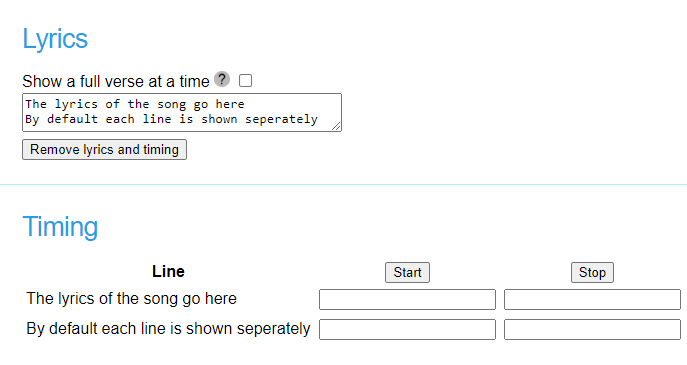 Lyrics
Show a full verse at a time ?
The lyrics of the song go here
By default each line is shown seperately
Remove lyrics and timing
Timing
Line Start Stop
The lyrics of the song go here
By default each line is shown seperately